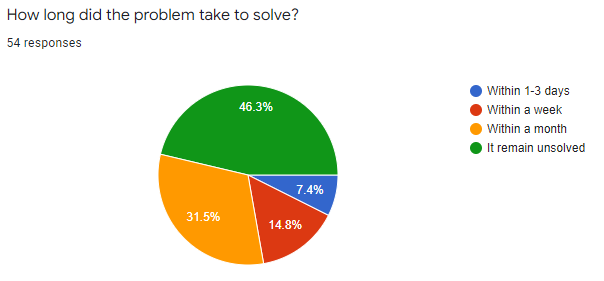 How long did the problem take to solve?
54 responses
46.3%
7.4%
31.5%
14.8%
Within 1-3 days
Within a week
Within a month
It remain unsolved